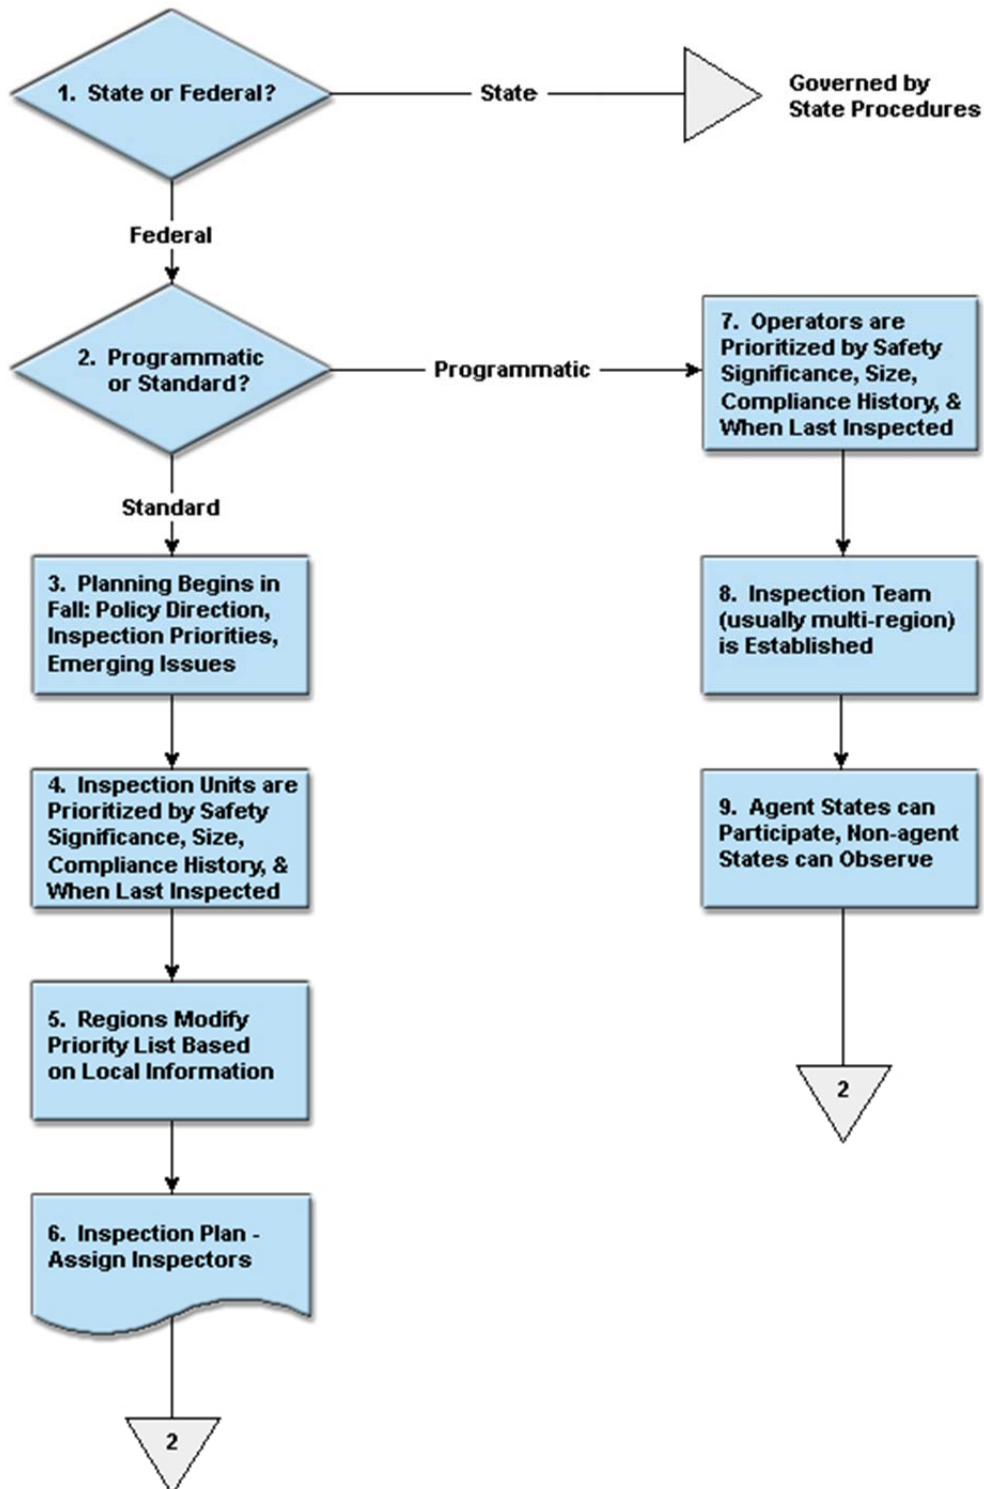 1. State or Federal?
State
Governed by
State Procedures
Federal
2. Programmatic
or Standard?
Programmatic
7. Operators are
Prioritized by Safety
Significance, Size,
Compliance History, &
When Last Inspected
Standard
3. Planning Begins in
Fall: Policy Direction,
Inspection Priorities,
Emerging Issues
8. Inspection Team
(usually multi-region)
is Established
4. Inspection Units are
Prioritized by Safety
Significance, Size,
Compliance History, &
When Last Inspected
9. Agent States can
Participate, Non-agent
States can Observe
5. Regions Modify
Priority List Based
on Local Information
2
6. Inspection Plan -
Assign Inspectors
2